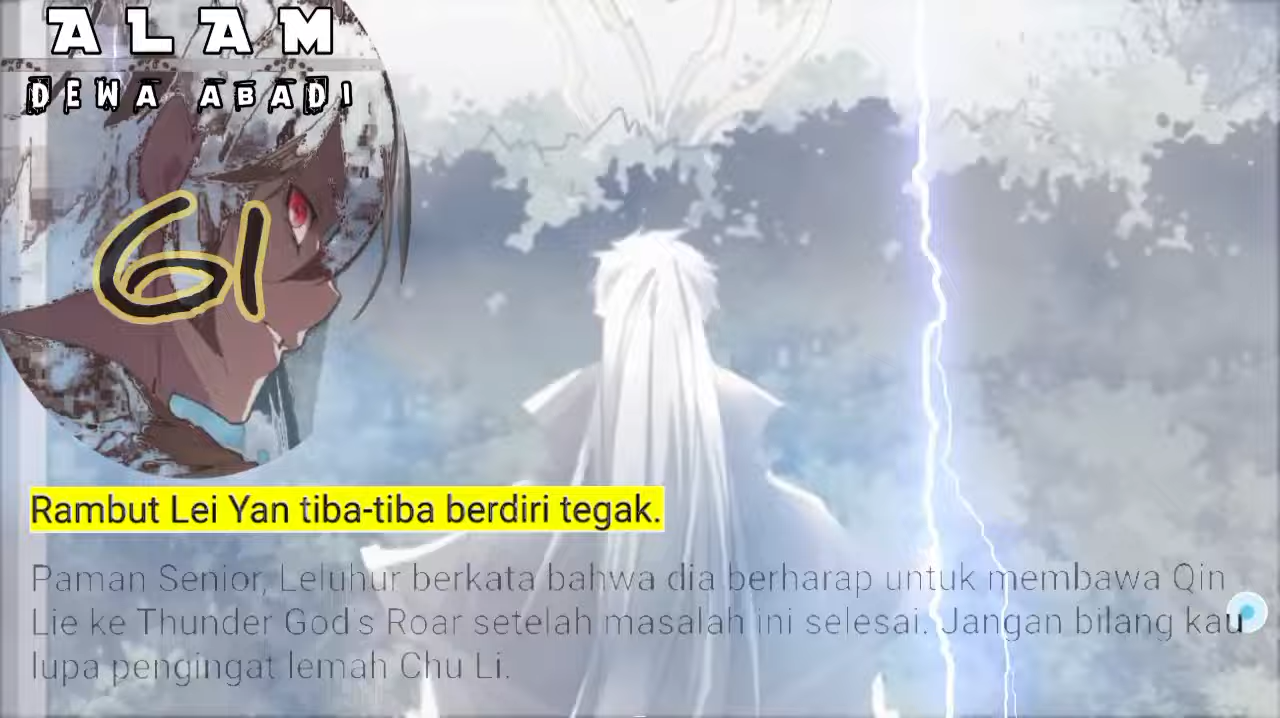 ALAM
DEWA ABADI
61
Rambut Lei Yan tiba-tiba berdiri tegak.
Paman Senior, Leluhur berkata bahwa dia berharap untuk membawa Qin
Lie ke Thunder God's Roar setelah masalah ini selesai. Jangan bilang kau
lupa pengingat lemah Chu Li.